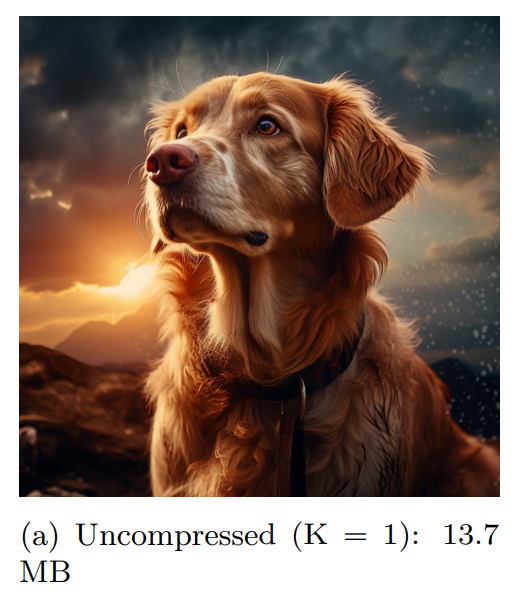 (a) Uncompressed (K = 1): 13.7
MB